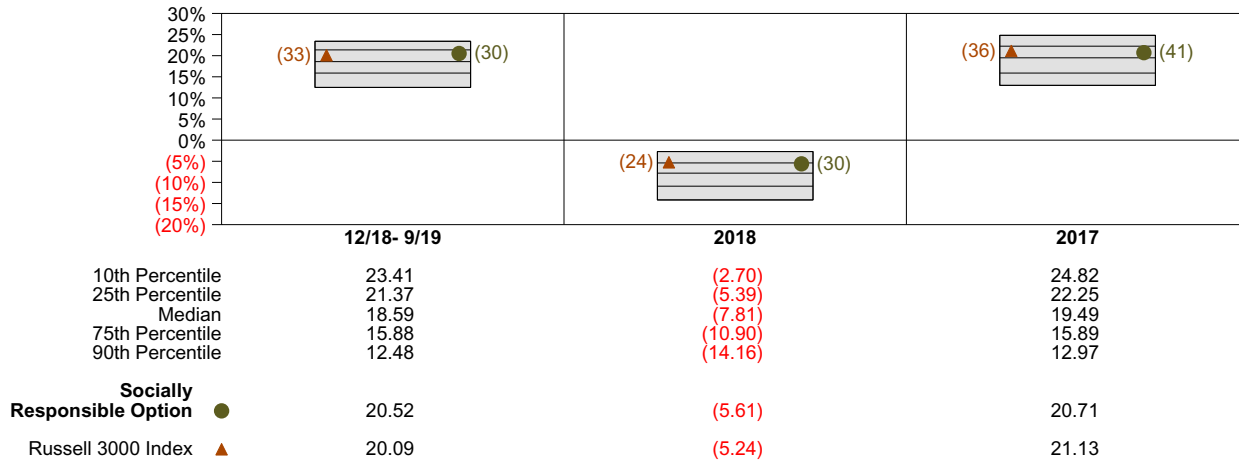 30%
25%
20%
15%
10%
5%
0%
(5%)
(10%)
(15%)
(20%)
(33) (30)
(24) (30)
(36) (41)
12/18- 9/19 2018 2017
10th Percentile 23.41 (2.70) 24.82
25th Percentile 21.37 (5.39) 22.25
Median 18.59 (7.81) 19.49
75th Percentile 15.88 (10.90) 15.89
90th Percentile 12.48 (14.16) 12.97
Socially
Responsible Option 20.52 (5.61) 20.71
Russell 3000 Index 20.09 (5.24) 21.13